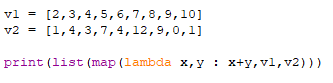 v1 = [2,3,4,5,6,7,8,9,10]
v2 = [1,4,3,7,4,12,9,0,1]
print(list(map(lambda x,y : x+y,v1,v2)))